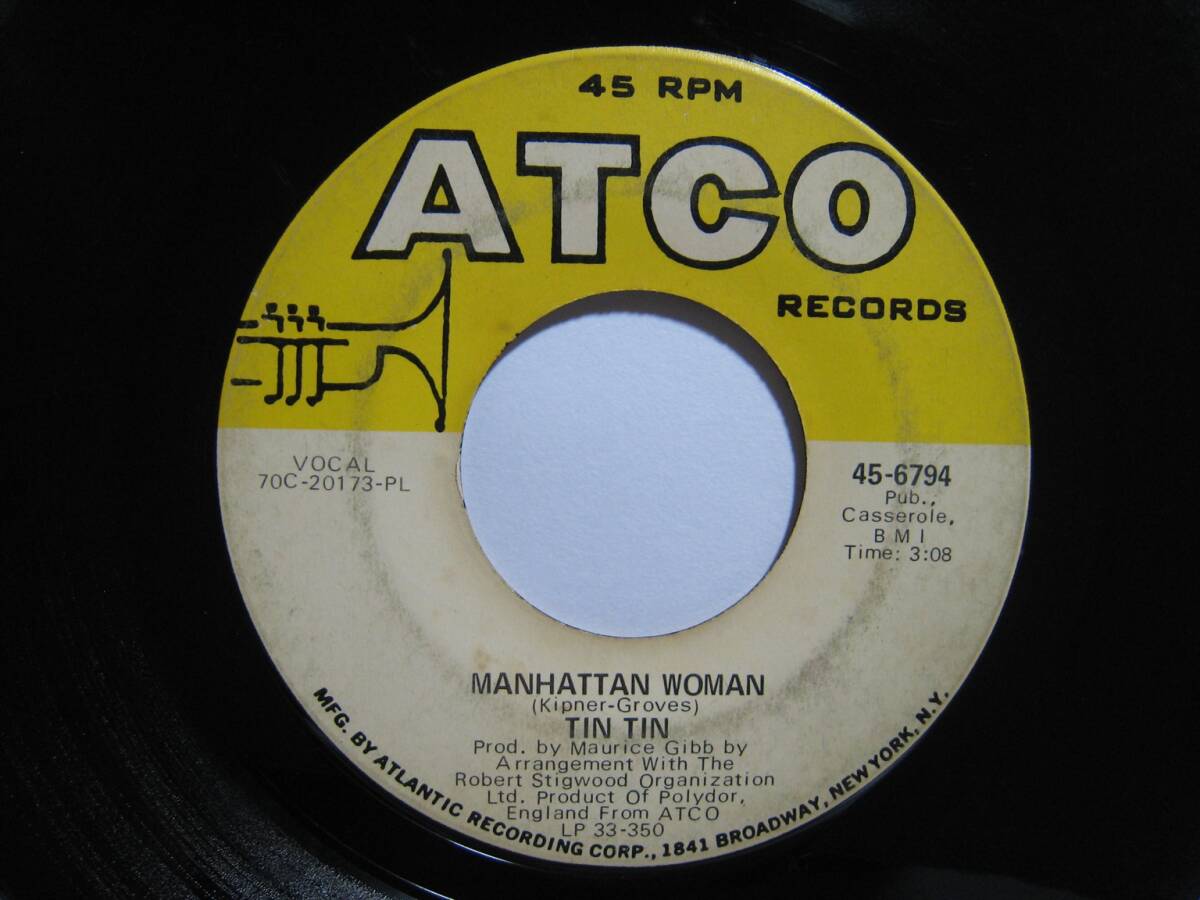 45 RPM
ATCO
RECORDS
VOCAL
70C-20173-PL
45-6794
Pub.,
Casserole,
BMI
Time: 3:08
MANHATTAN WOMAN
(Kipner-Groves)
TIN TIN
Prod. by Maurice Gibb by
Arrangement With The
Robert Stigwood Organization
Ltd. Product Of Polydor,
England From ATCO
LP 33-350
MFG. BY ATLANTIC RECORDING CORP., 1841 BROADWAY, NEW YORK, N.Y.